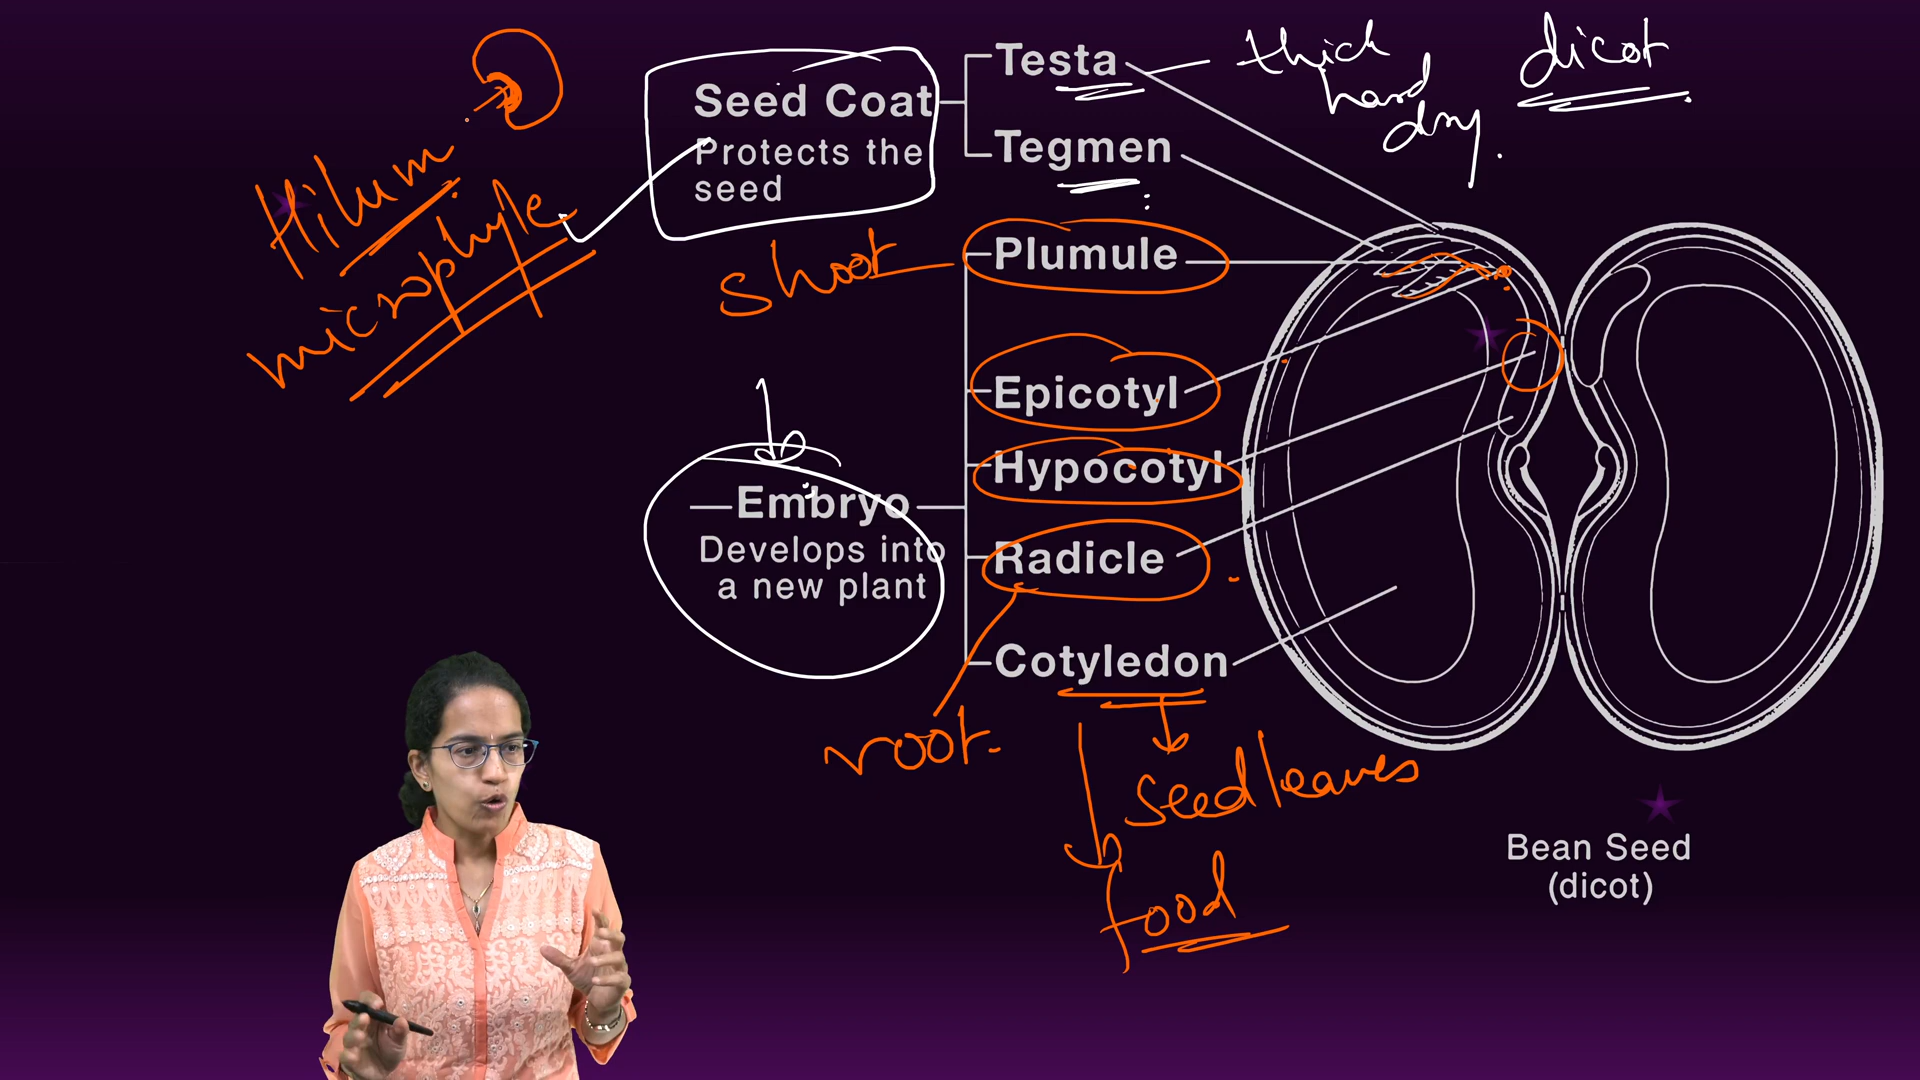 Testa
thick
hard
dry.
dicot
Seed Coat
Protects the
seed
Tegmen
Hilum
microphyle
shoot
Plumule
Epicotyl
Hypocotyl
Embryo
Develops into
a new plant
Radicle
Cotyledon
root.
Seed leaves
food
Bean Seed
(dicot)